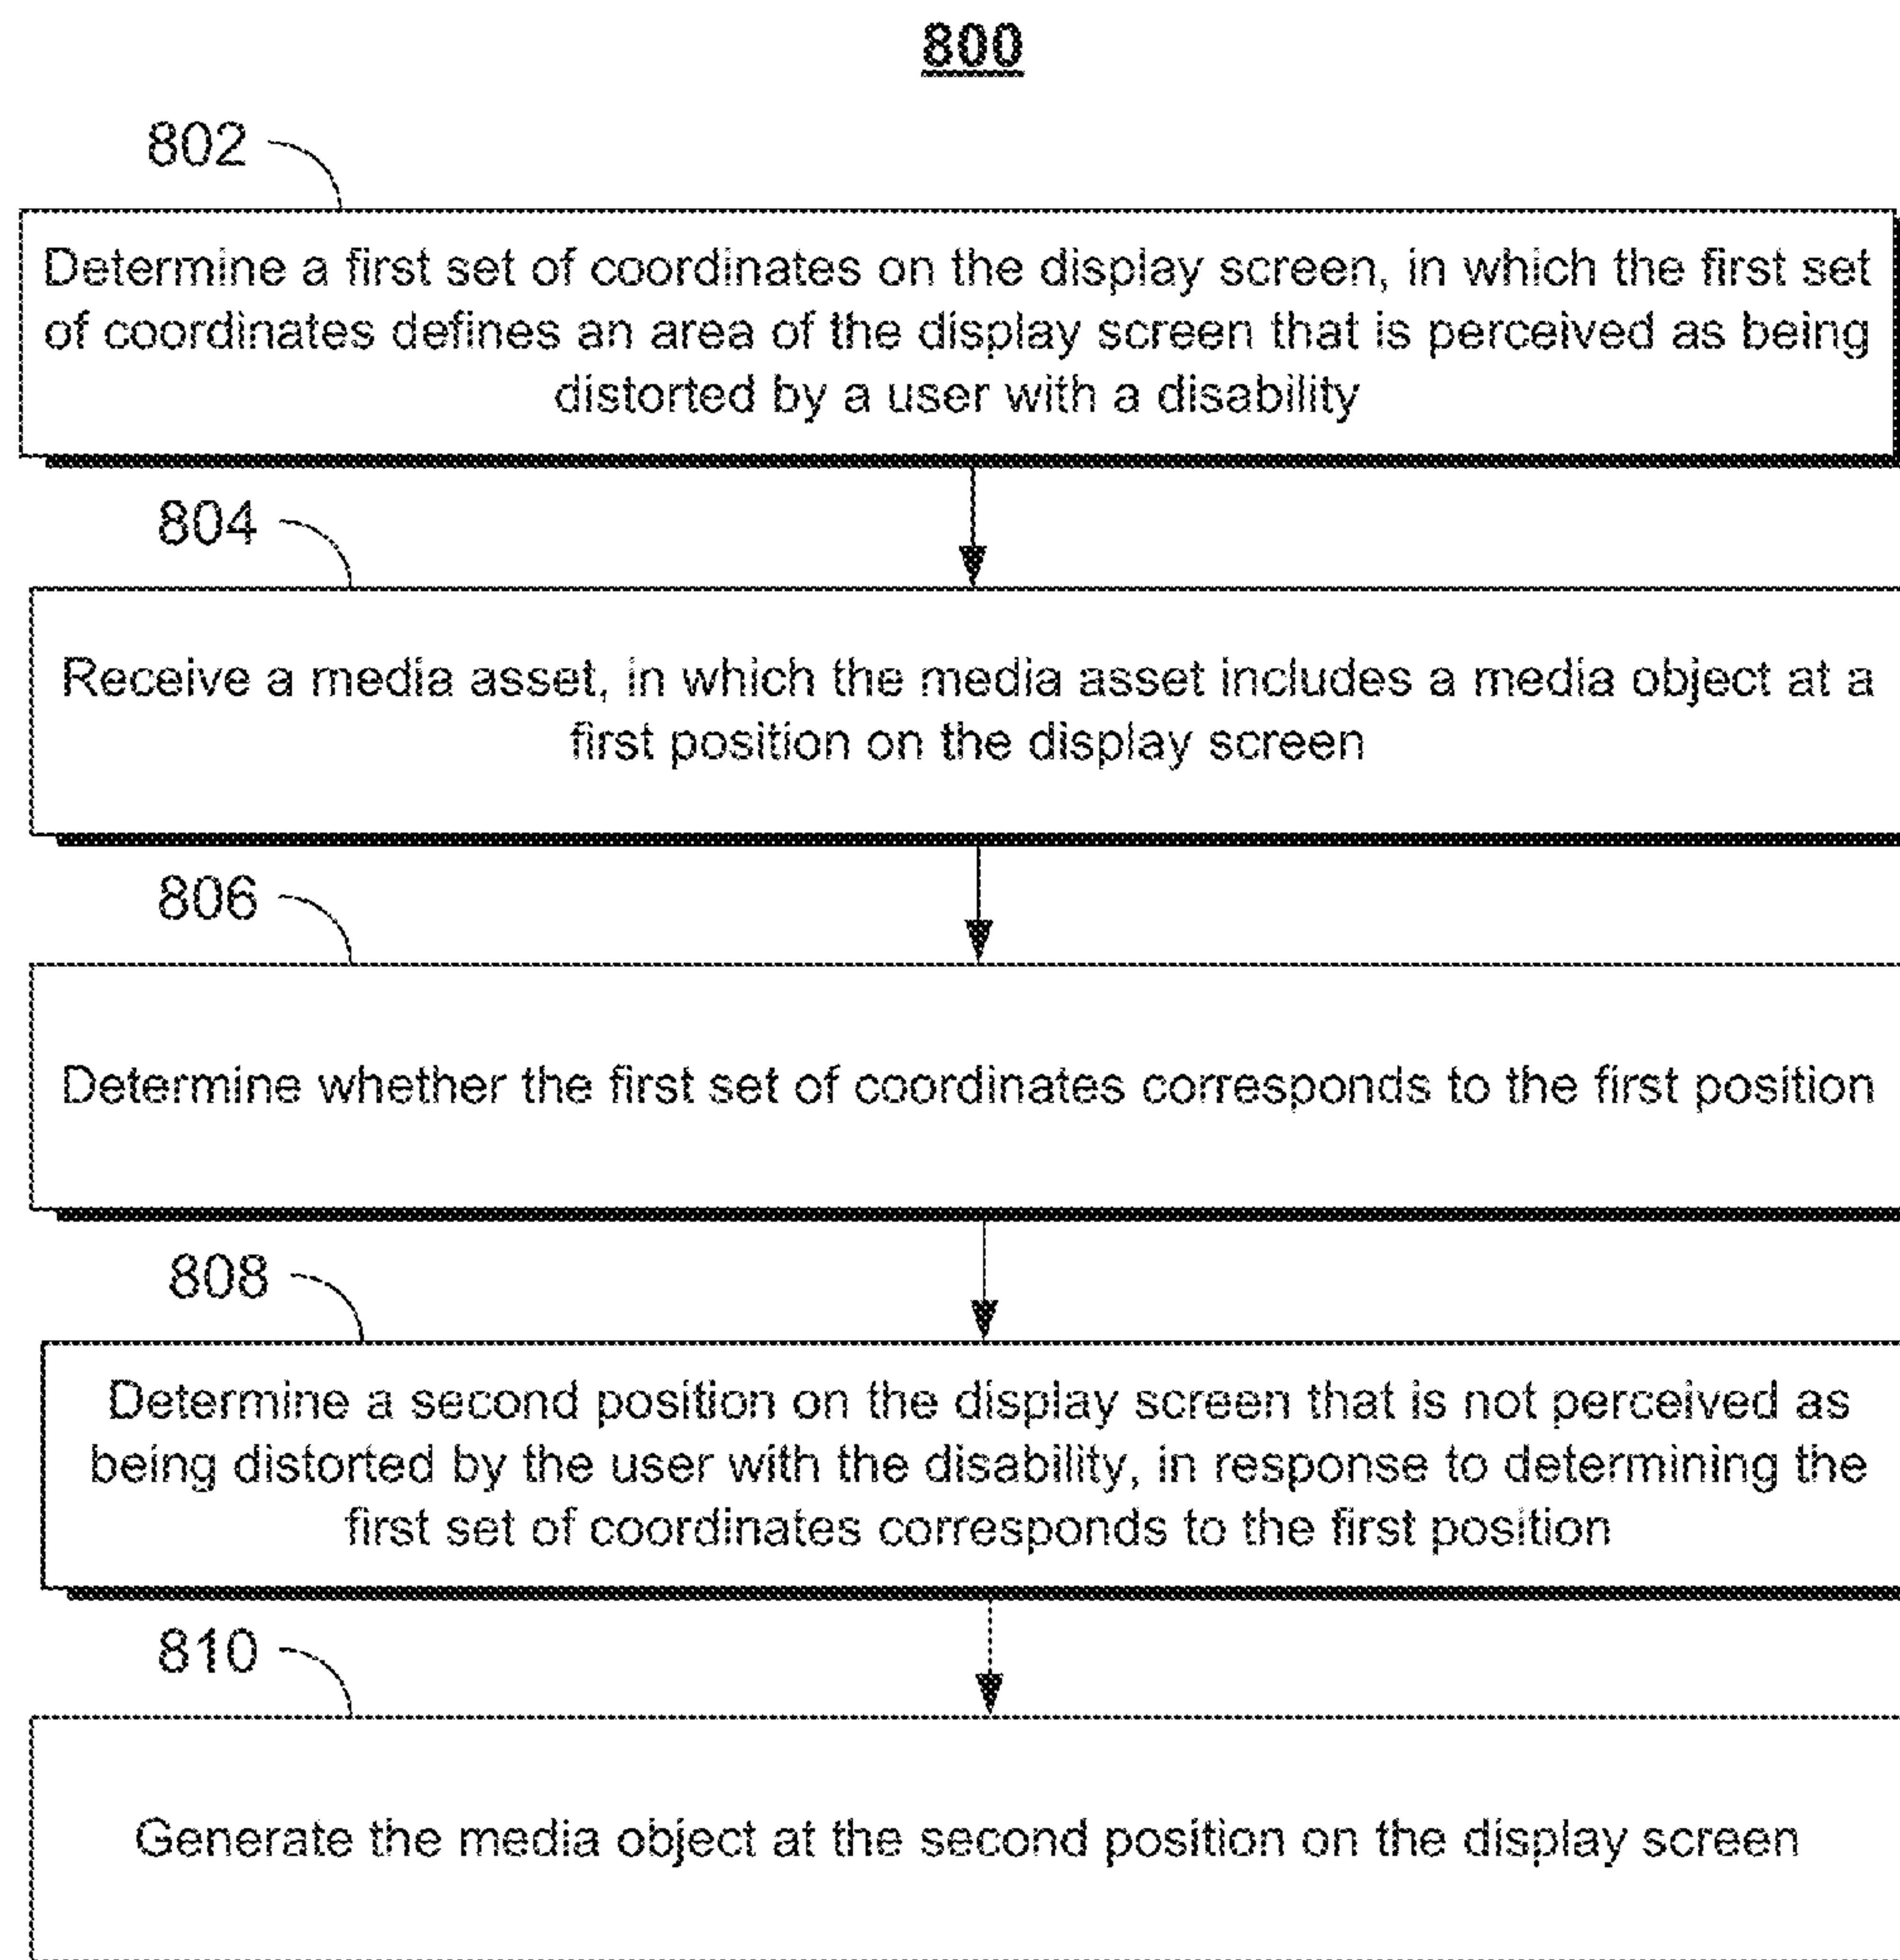 800
802
Determine a first set of coordinates on the display screen, in which the first set
of coordinates defines an area of the display screen that is perceived as being
distorted by a user with a disability
804
Receive a media asset, in which the media asset includes a media object at a
first position on the display screen
806
Determine whether the first set of coordinates corresponds to the first position
808
Determine a second position on the display screen that is not perceived as
being distorted by the user with the disability, in response to determining the
first set of coordinates corresponds to the first position
810
Generate the media object at the second position on the display screen